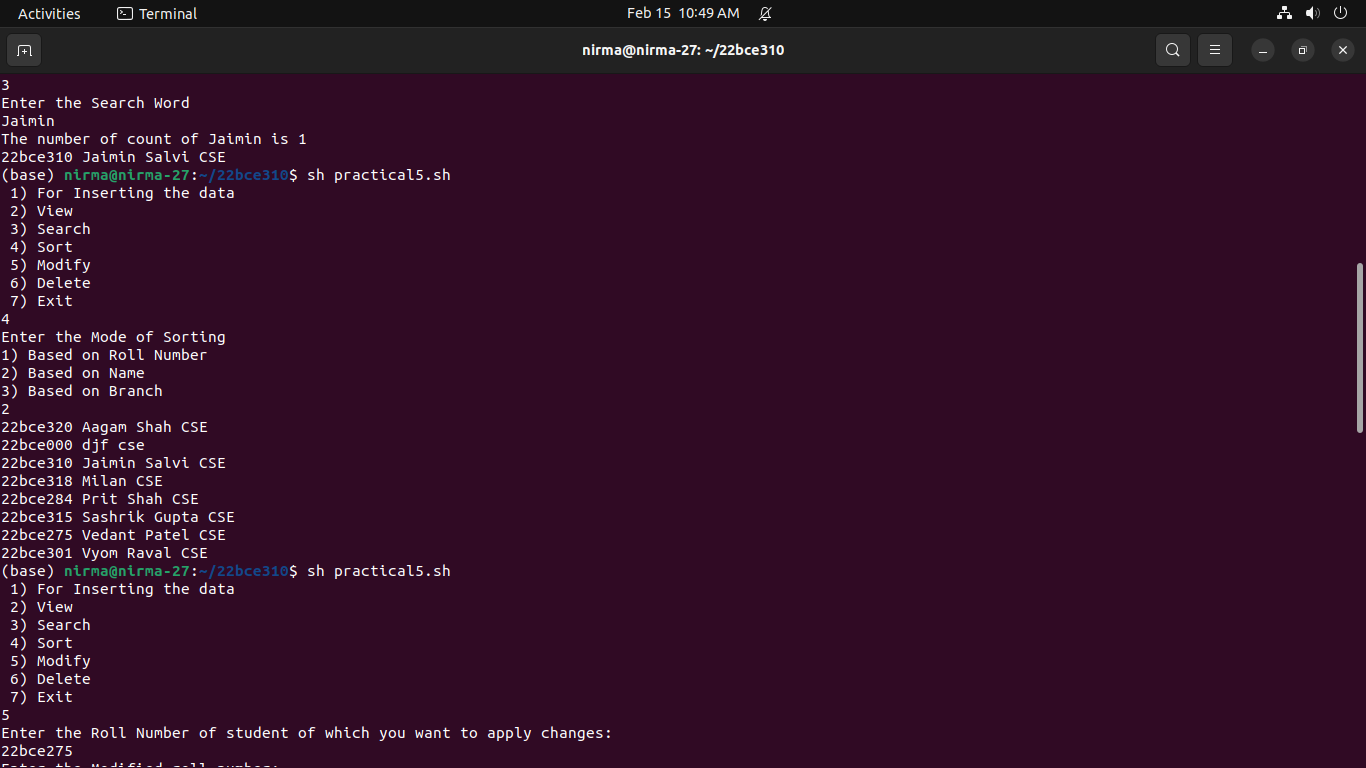 Activities
Terminal
Feb 15 10:49 AM
nirma@nirma-27: ~/22bce310
3
Enter the Search Word
Jaimin
The number of count of Jaimin is 1
22bce310 Jaimin Salvi CSE
(base) nirma@nirma-27:~/22bce310$ sh practical5.sh
1) For Inserting the data
2) View
3) Search
4) Sort
5) Modify
6) Delete
7) Exit
4
Enter the Mode of Sorting
1) Based on Roll Number
2) Based on Name
3) Based on Branch
2
22bce320 Aagam Shah CSE
22bce000 djf cse
22bce310 Jaimin Salvi CSE
22bce318 Milan CSE
22bce284 Prit Shah CSE
22bce315 Sashrik Gupta CSE
22bce275 Vedant Patel CSE
22bce301 Vyom Raval CSE
(base) nirma@nirma-27:~/22bce310$ sh practical5.sh
1) For Inserting the data
2) View
3) Search
4) Sort
5) Modify
6) Delete
7) Exit
5
Enter the Roll Number of student of which you want to apply changes:
22bce275
Enter the Modified roll number: